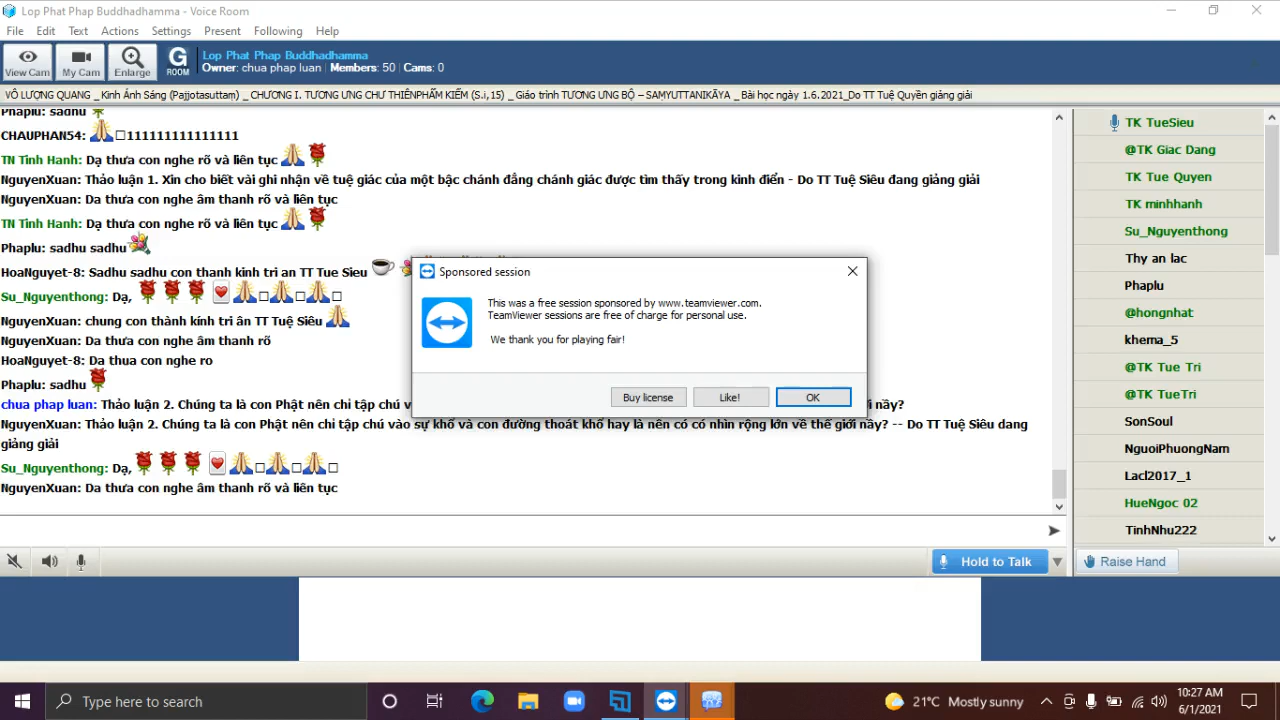 Lop Phat Phap Buddhadhamma - Voice Room
File Edit Text Actions Settings Present Following Help
View Cam My Cam Enlarge G ROOM
Lop Phat Phap Buddhadhamma
Owner: chua phap luan Members: 50 Cams: 0
VÔ LƯỢNG QUANG _ Kinh Ánh Sáng (Pajjotasuttaṃ) _CHƯƠNG I. TƯƠNG ƯNG CHƯ THIÊNPHẨM KIẾM (S.i,15) _ Giáo trình TƯƠNG ƯNG BỘ – SAṂYUTTANIKĀYA _Bài học ngày 1.6.2021_Do TT Tuệ Quyền giảng giải
Phaplu: sadhu
CHAUPHAN54: 🙏□111111111111111
TN Tinh Hanh: Dạ thưa con nghe rõ và liên tục
NguyenXuan: Thảo luận 1. Xin cho biết vài ghi nhận về tuệ giác của một bậc chánh đẳng chánh giác được tìm thấy trong kinh điển - Do TT Tuệ Siêu đang giảng giải
NguyenXuan: Da thưa con nghe âm thanh rõ và liên tục
TN Tinh Hanh: Dạ thưa con nghe rõ và liên tục
Phaplu: sadhu sadhu
HoaNguyet-8: Sadhu sadhu con thanh kinh tri an TT Tue Sieu
Su_Nguyenthong: Dạ,
NguyenXuan: chung con thành kính tri ân TT Tuệ Siêu
NguyenXuan: Da thưa con nghe âm thanh rõ
HoaNguyet-8: Da thua con nghe ro
Phaplu: sadhu
chua phap luan: Thảo luận 2. Chúng ta là con Phật nên chỉ tập chú v
ới nầy?
NguyenXuan: Thảo luận 2. Chúng ta là con Phật nên chỉ tập chú vào sự khổ và con đường thoát khổ hay là nên có có nhìn rộng lớn về thế giới nầy? -- Do TT Tuệ Siêu dang
giảng giải
Su_Nguyenthong: Dạ,
NguyenXuan: Da thưa con nghe âm thanh rõ và liên tục
Sponsored session
This was a free session sponsored by www.teamviewer.com.
TeamViewer sessions are free of charge for personal use.
We thank you for playing fair!
Buy license Like! OK
TK TueSieu
@TK Giac Dang
TK Tue Quyen
TK minhhanh
Su_Nguyenthong
Thy an lac
Phaplu
@hongnhat
khema_5
@TK Tue Tri
@TK TueTri
SonSoul
NguoiPhuongNam
Lacl2017_1
HueNgoc 02
TinhNhu222
Hold to Talk Raise Hand
Type here to search
21°C Mostly sunny
10:27 AM
6/1/2021